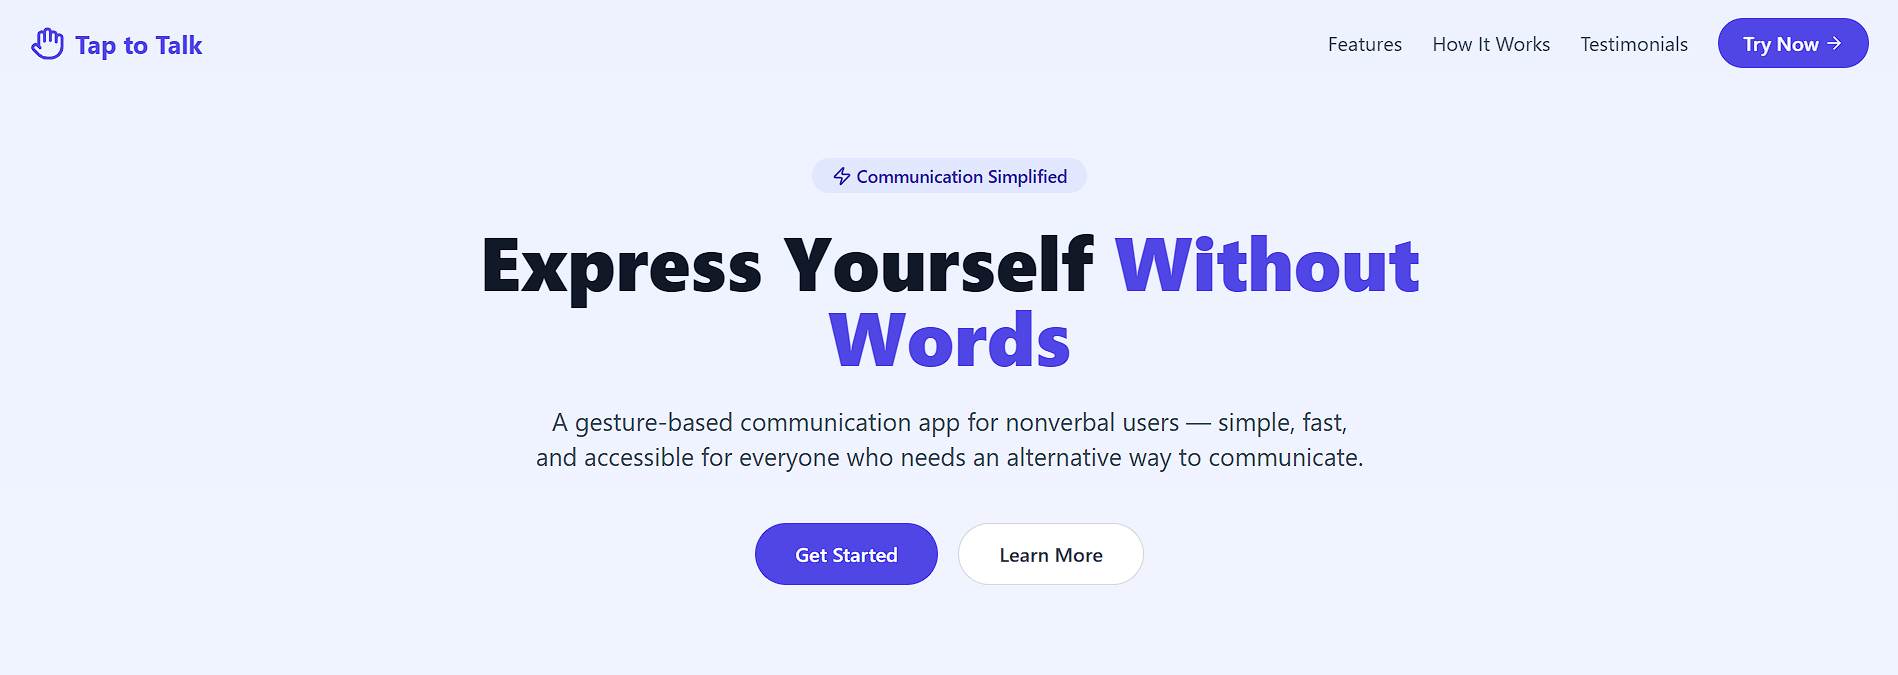 Tap to Talk
Features
How It Works
Testimonials
Try Now
Communication Simplified
Express Yourself Without
Words
A gesture-based communication app for nonverbal users — simple, fast,
and accessible for everyone who needs an alternative way to communicate.
Get Started
Learn More